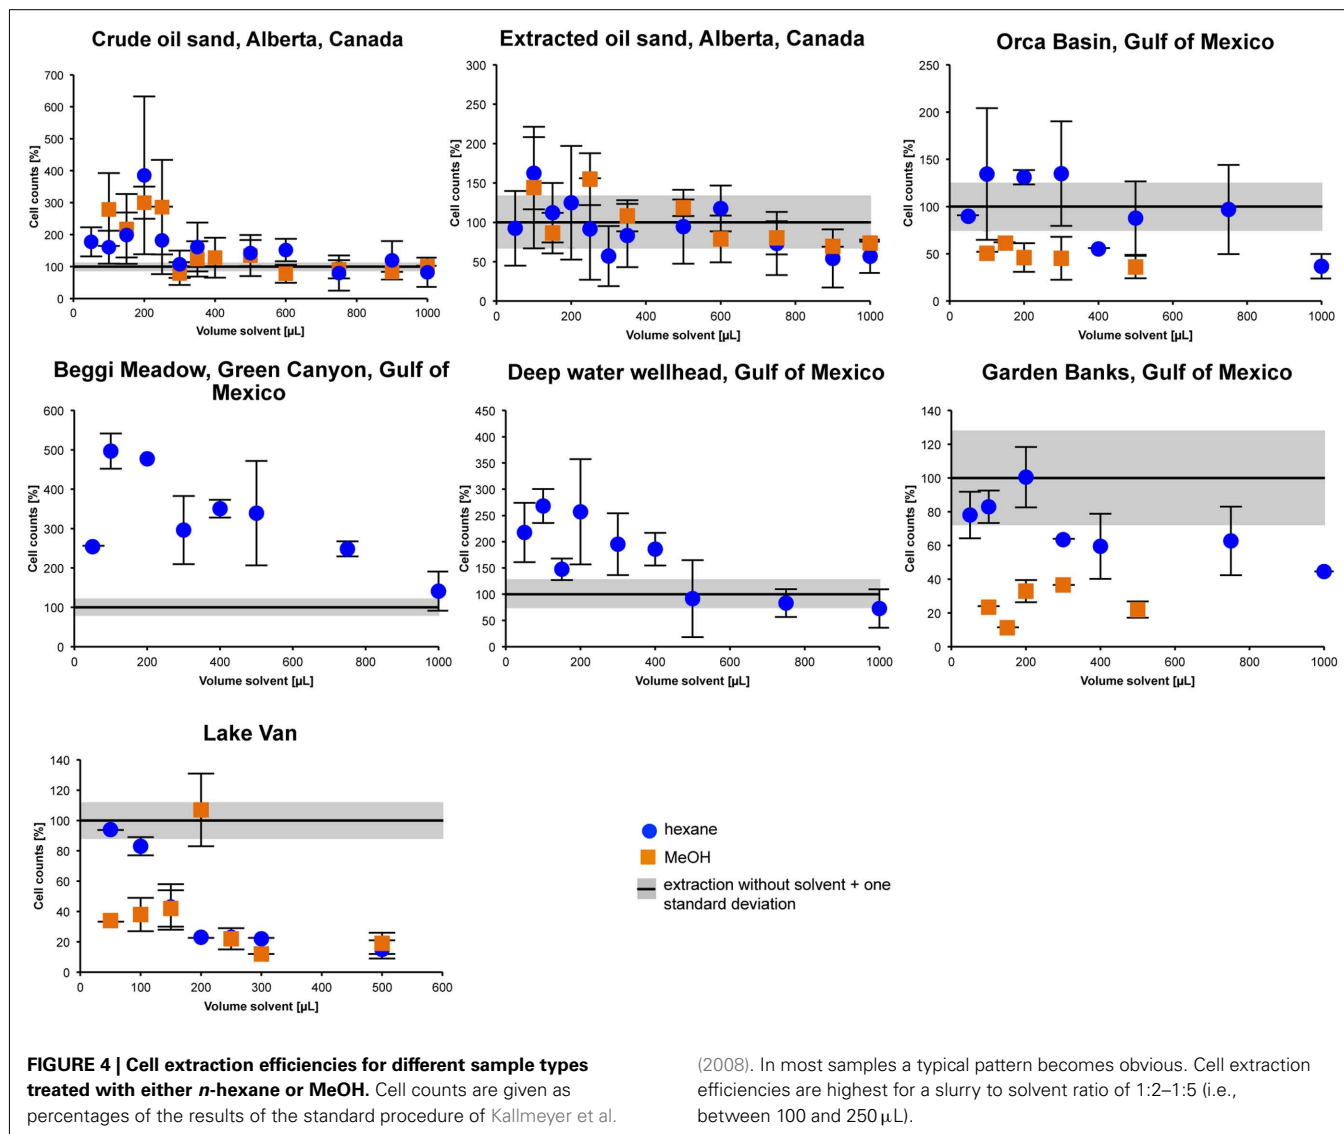 Crude oil sand, Alberta, Canada
Cell counts [%]
700
600
500
400
300
200
100
0
0 200 400 600 800 1000
Volume solvent [µL]
Extracted oil sand, Alberta, Canada
Cell counts [%]
300
250
200
150
100
50
0
0 200 400 600 800 1000
Volume solvent [µL]
Orca Basin, Gulf of Mexico
Cell counts [%]
250
200
150
100
50
0
0 200 400 600 800 1000
Volume solvent [µL]
Beggi Meadow, Green Canyon, Gulf of
Mexico
Cell counts [%]
600
500
400
300
200
100
0
0 200 400 600 800 1000
Volume solvent [µL]
Deep water wellhead, Gulf of Mexico
Cell counts [%]
450
400
350
300
250
200
150
100
50
0
0 200 400 600 800 1000
Volume solvent [µL]
Garden Banks, Gulf of Mexico
Cell counts [%]
140
120
100
80
60
40
20
0
0 200 400 600 800 1000
Volume solvent [µL]
Lake Van
Cell counts [%]
140
120
100
80
60
40
20
0
0 100 200 300 400 500 600
Volume solvent [µL]
hexane
MeOH
extraction without solvent + one
standard deviation
FIGURE 4 | Cell extraction efficiencies for different sample types
treated with either n-hexane or MeOH. Cell counts are given as
percentages of the results of the standard procedure of Kallmeyer et al.
(2008). In most samples a typical pattern becomes obvious. Cell extraction
efficiencies are highest for a slurry to solvent ratio of 1:2–1:5 (i.e.,
between 100 and 250 µL).